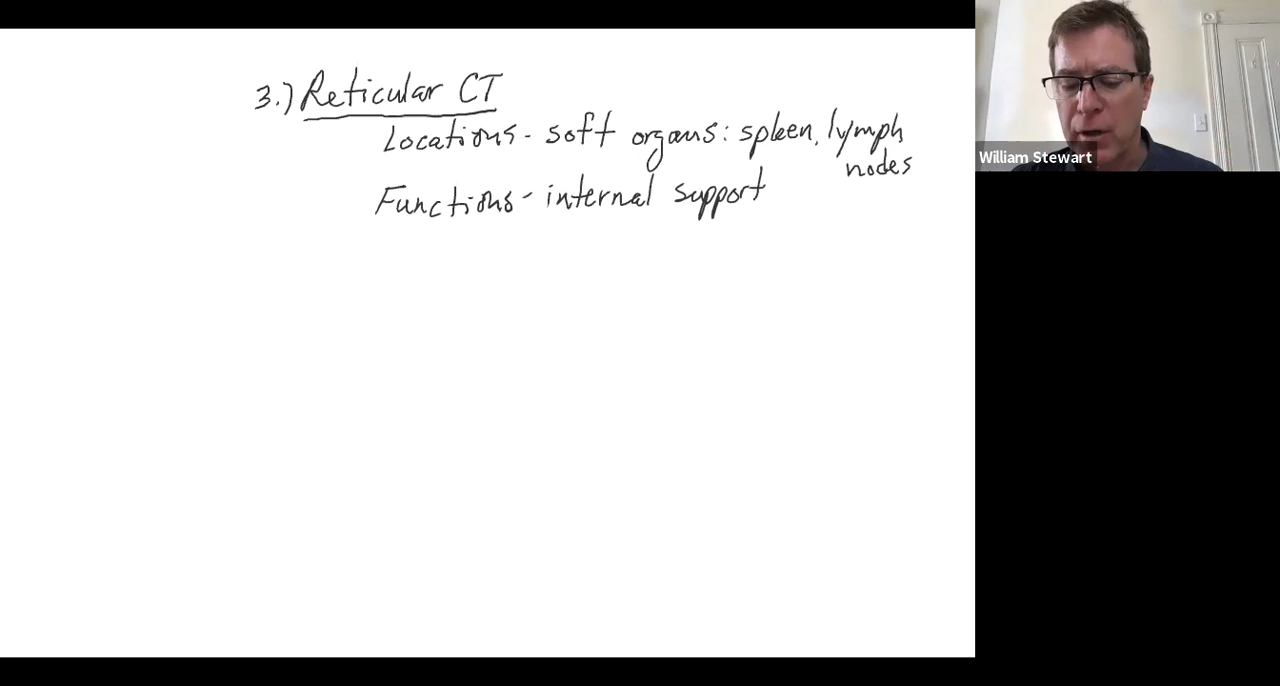 3.) Reticular CT
Locations - soft organs: spleen, lymph
nodes
Functions - internal support
William Stewart